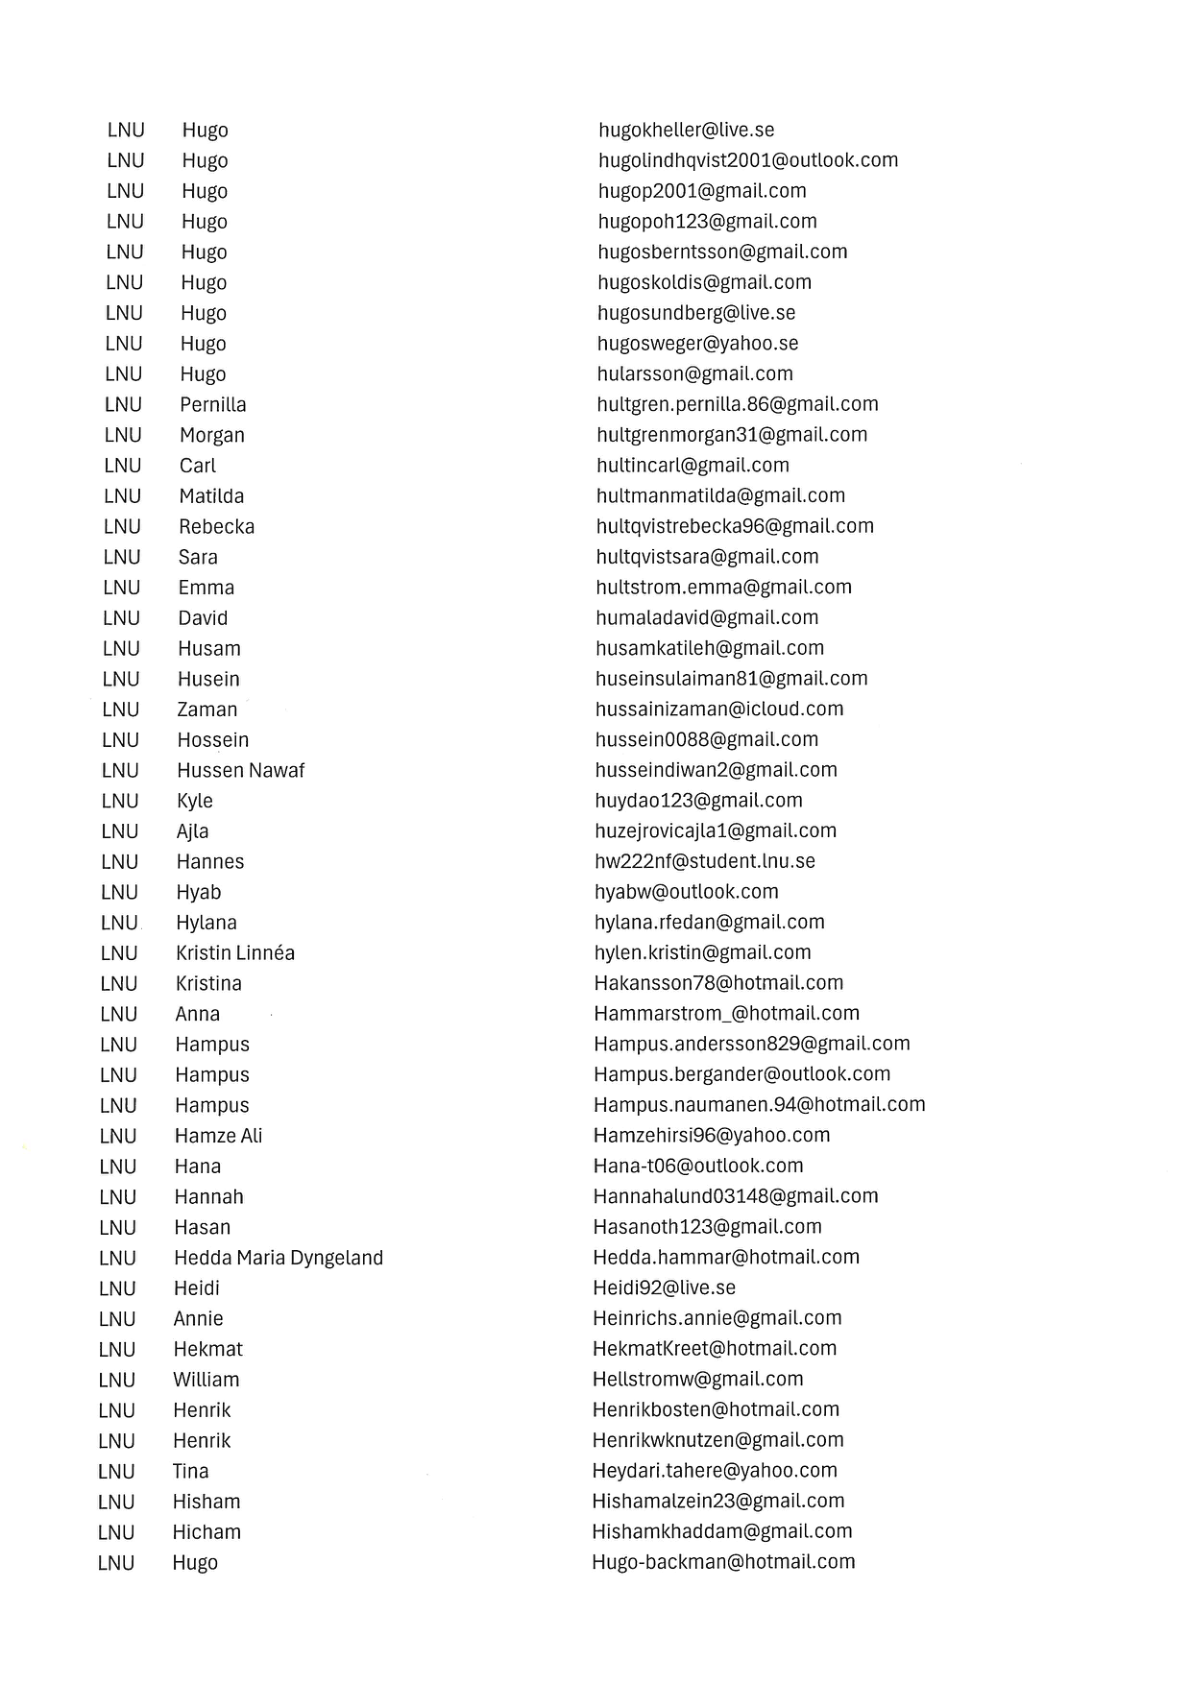 LNU Hugo hugokheller@live.se
LNU Hugo hugolindhqvist2001@outlook.com
LNU Hugo hugop2001@gmail.com
LNU Hugo hugopoh123@gmail.com
LNU Hugo hugosberntsson@gmail.com
LNU Hugo hugoskoldis@gmail.com
LNU Hugo hugosundberg@live.se
LNU Hugo hugosweger@yahoo.se
LNU Hugo hularsson@gmail.com
LNU Pernilla hultgren.pernilla.86@gmail.com
LNU Morgan hultgrenmorgan31@gmail.com
LNU Carl hultincarl@gmail.com
LNU Matilda hultmanmatilda@gmail.com
LNU Rebecka hultqvistrebecka96@gmail.com
LNU Sara hultqvistsara@gmail.com
LNU Emma hultstrom.emma@gmail.com
LNU David humaladavid@gmail.com
LNU Husam husamkatileh@gmail.com
LNU Husein huseinsulaiman81@gmail.com
LNU Zaman hussainizaman@icloud.com
LNU Hossein hussein0088@gmail.com
LNU Hussen Nawaf husseindiwan2@gmail.com
LNU Kyle huydao123@gmail.com
LNU Ajla huzejrovicajla1@gmail.com
LNU Hannes hw222nf@student.lnu.se
LNU Hyab hyabw@outlook.com
LNU Hylana hylana.rfedan@gmail.com
LNU Kristin Linnéa hylen.kristin@gmail.com
LNU Kristina Hakansson78@hotmail.com
LNU Anna Hammarstrom_@hotmail.com
LNU Hampus Hampus.andersson829@gmail.com
LNU Hampus Hampus.bergander@outlook.com
LNU Hampus Hampus.naumanen.94@hotmail.com
LNU Hamze Ali Hamzehirsi96@yahoo.com
LNU Hana Hana-t06@outlook.com
LNU Hannah Hannahalund03148@gmail.com
LNU Hasan Hasanoth123@gmail.com
LNU Hedda Maria Dyngeland Hedda.hammar@hotmail.com
LNU Heidi Heidi92@live.se
LNU Annie Heinrichs.annie@gmail.com
LNU Hekmat HekmatKreet@hotmail.com
LNU William Hellstromw@gmail.com
LNU Henrik Henrikbosten@hotmail.com
LNU Henrik Henrikwknutzen@gmail.com
LNU Tina Heydari.tahere@yahoo.com
LNU Hisham Hishamalzein23@gmail.com
LNU Hicham Hishamkhaddam@gmail.com
LNU Hugo Hugo-backman@hotmail.com